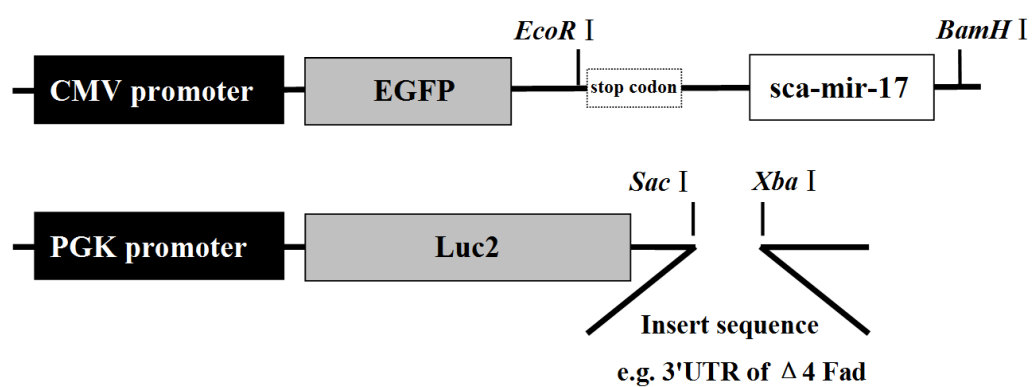 EcoR I
BamH I
CMV promoter
EGFP
stop codon
sca-mir-17
Sac I
Xba I
PGK promoter
Luc2
Insert sequence
e.g. 3'UTR of Δ4 Fad